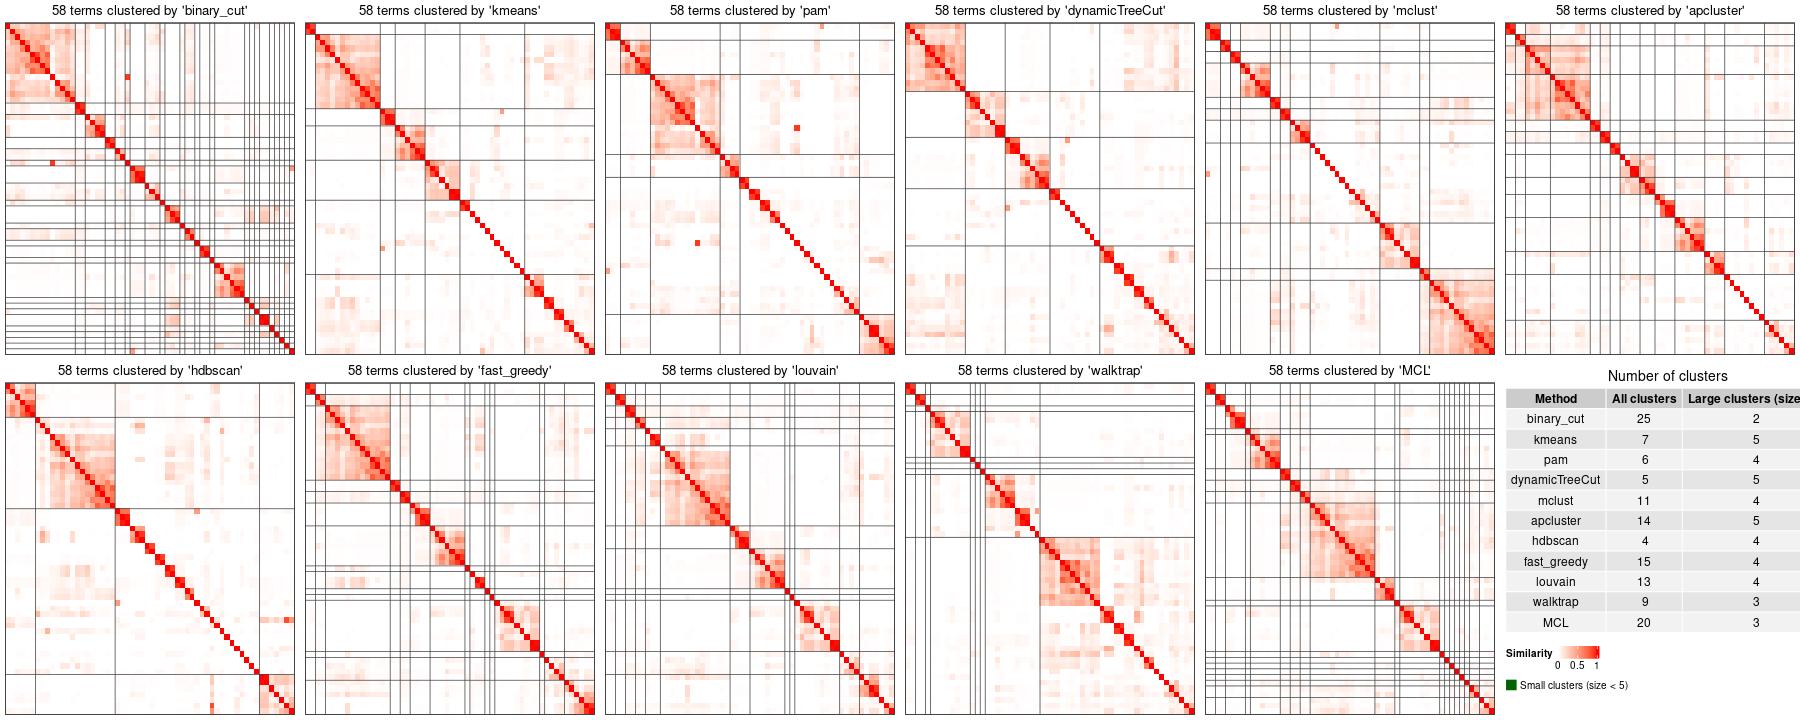 58 terms clustered by 'binary_cut'
58 terms clustered by 'kmeans'
58 terms clustered by 'pam'
58 terms clustered by 'dynamicTreeCut'
58 terms clustered by 'mclust'
58 terms clustered by 'apcluster'
58 terms clustered by 'hdbscan'
58 terms clustered by 'fast_greedy'
58 terms clustered by 'louvain'
58 terms clustered by 'walktrap'
58 terms clustered by 'MCL'
Number of clusters
Method All clusters Large clusters (size
binary_cut 25 2
kmeans 7 5
pam 6 4
dynamicTreeCut 5 5
mclust 11 4
apcluster 14 5
hdbscan 4 4
fast_greedy 15 4
louvain 13 4
walktrap 9 3
MCL 20 3
Similarity
0 0.5 1
Small clusters (size < 5)